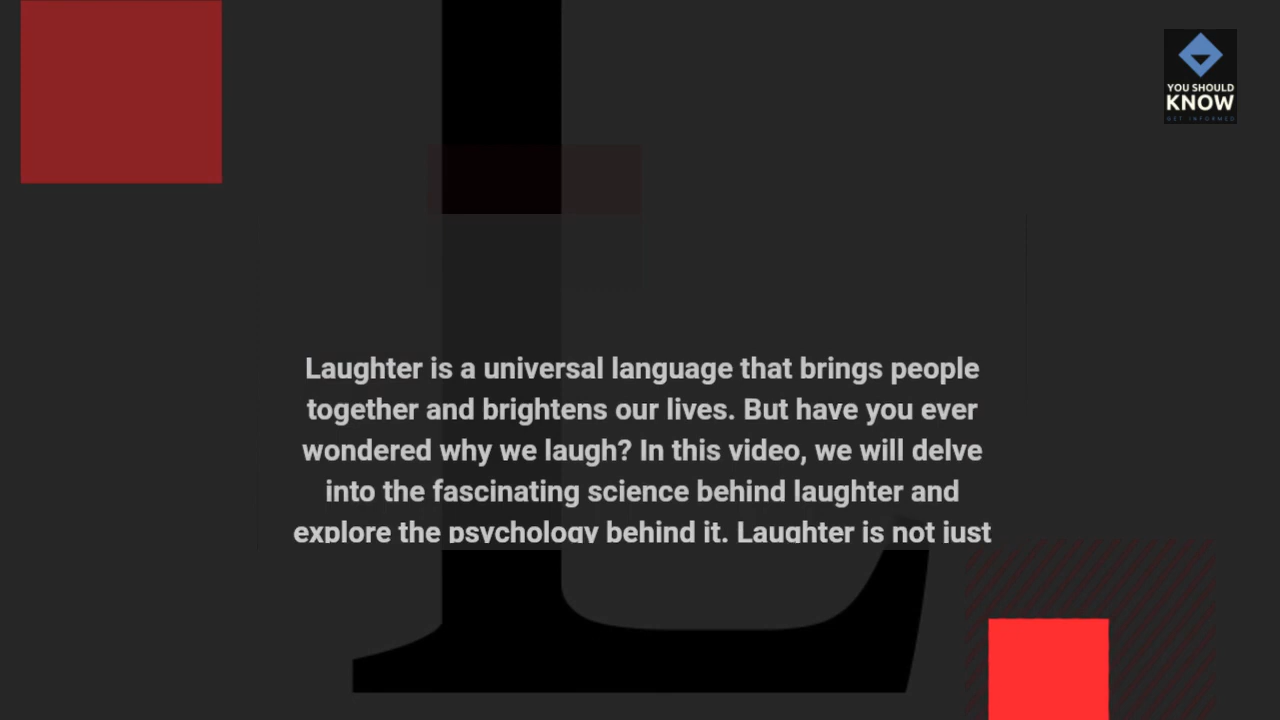 YOU SHOULD
KNOW
GET INFORMED
L
Laughter is a universal language that brings people
together and brightens our lives. But have you ever
wondered why we laugh? In this video, we will delve
into the fascinating science behind laughter and
explore the psychology behind it. Laughter is not just